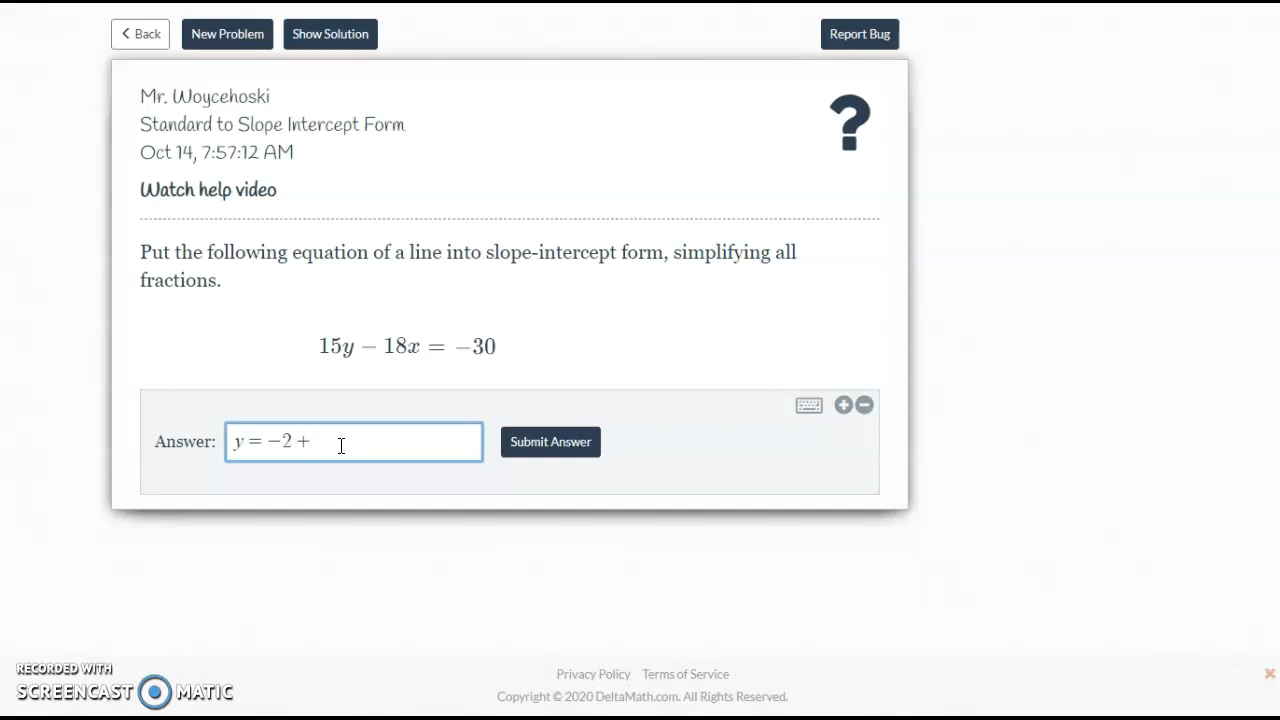 Back New Problem Show Solution Report Bug
Mr. Woycehoski
Standard to Slope Intercept Form
Oct 14, 7:57:12 AM
Watch help video
?
Put the following equation of a line into slope-intercept form, simplifying all
fractions.
15y − 18x = −30
Answer: y = −2 + Submit Answer
Privacy Policy Terms of Service
Copyright © 2020 DeltaMath.com. All Rights Reserved.
RECORDED WITH
SCREENCAST MATIC